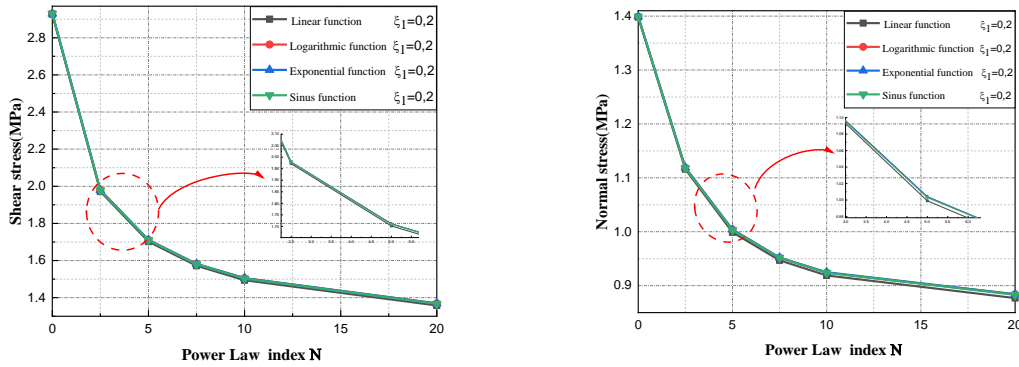 Linear function ξ1=0,2
Logarithmic function ξ1=0,2
Exponential function ξ1=0,2
Sinus function ξ1=0,2
2.8
2.6
2.4
2.2
2.0
1.8
1.6
1.4
Shear stress(MPa)
0 5 10 15 20
Power Law index N
Linear function ξ1=0,2
Logarithmic function ξ1=0,2
Exponential function ξ1=0,2
Sinus function ξ1=0,2
1.4
1.3
1.2
1.1
1.0
0.9
Normal stress(MPa)
0 5 10 15 20
Power Law index N